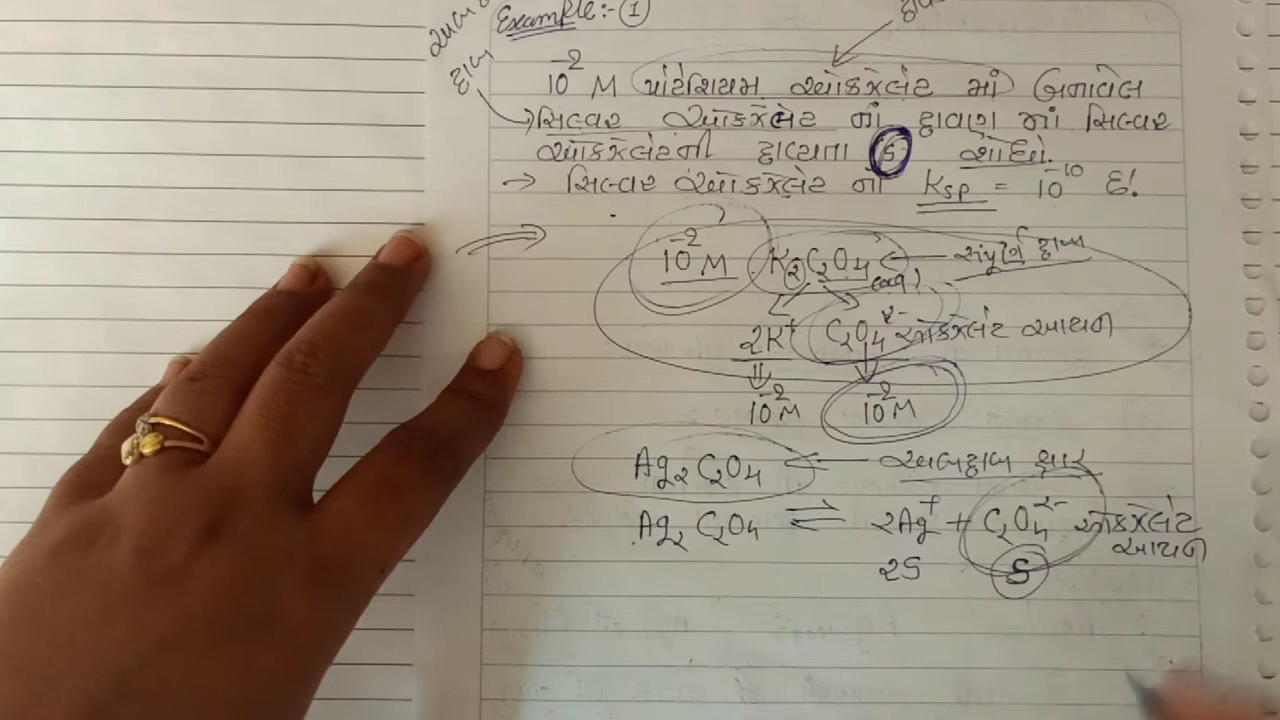 Example:- (1)
10⁻² M પોટેશિયમ ઓક્ઝેલેટ માં બનાવેલ
→ સિલ્વર ઓક્ઝેલેટ નાં દ્રાવણ માં સિલ્વર
ઓક્ઝેલેટની દ્રાવ્યતા S શોધો.
→ સિલ્વર ઓક્ઝેલેટ નો Ksp = 10⁻¹⁰ છે!
10⁻² M K₂C₂O₄ (aq) ← સંપૂર્ણ દ્રાવ્ય
2K⁺ C₂O₄²⁻ ઓક્ઝેલેટ આયન
10⁻² M 10⁻² M
Ag₂C₂O₄ ← અલ્પદ્રાવ્ય ક્ષાર
Ag₂C₂O₄ ⇌ 2Ag⁺ + C₂O₄²⁻ ઓક્ઝેલેટ
આયન
2S S